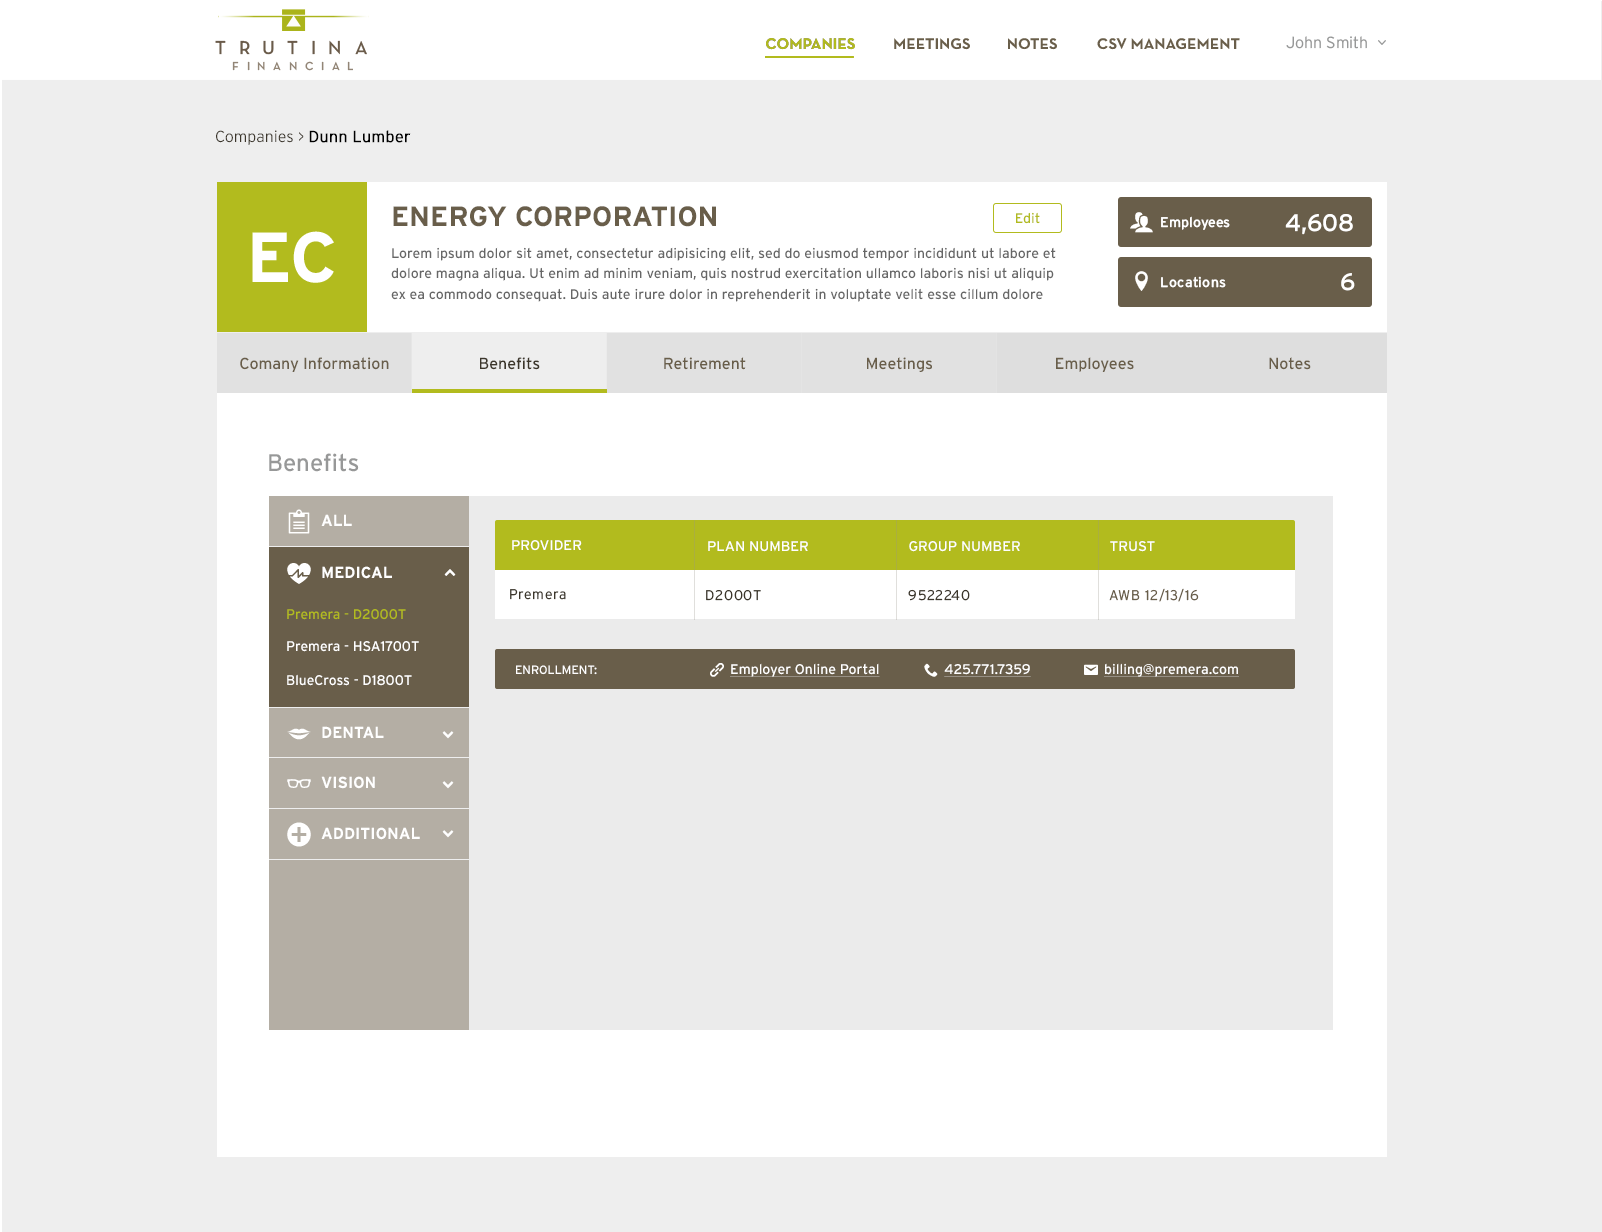 TRUTINA
FINANCIAL
COMPANIES MEETINGS NOTES CSV MANAGEMENT John Smith
Companies > Dunn Lumber
EC
ENERGY CORPORATION
Edit
Lorem ipsum dolor sit amet, consectetur adipisicing elit, sed do eiusmod tempor incididunt ut labore et
dolore magna aliqua. Ut enim ad minim veniam, quis nostrud exercitation ullamco laboris nisi ut aliquip
ex ea commodo consequat. Duis aute irure dolor in reprehenderit in voluptate velit esse cillum dolore
Employees 4,608
Locations 6
Comany Information Benefits Retirement Meetings Employees Notes
Benefits
ALL
MEDICAL
Premera - D2000T
Premera - HSA1700T
BlueCross - D1800T
DENTAL
VISION
ADDITIONAL
PROVIDER PLAN NUMBER GROUP NUMBER TRUST
Premera D2000T 9522240 AWB 12/13/16
ENROLLMENT: Employer Online Portal 425.771.7359 billing@premera.com